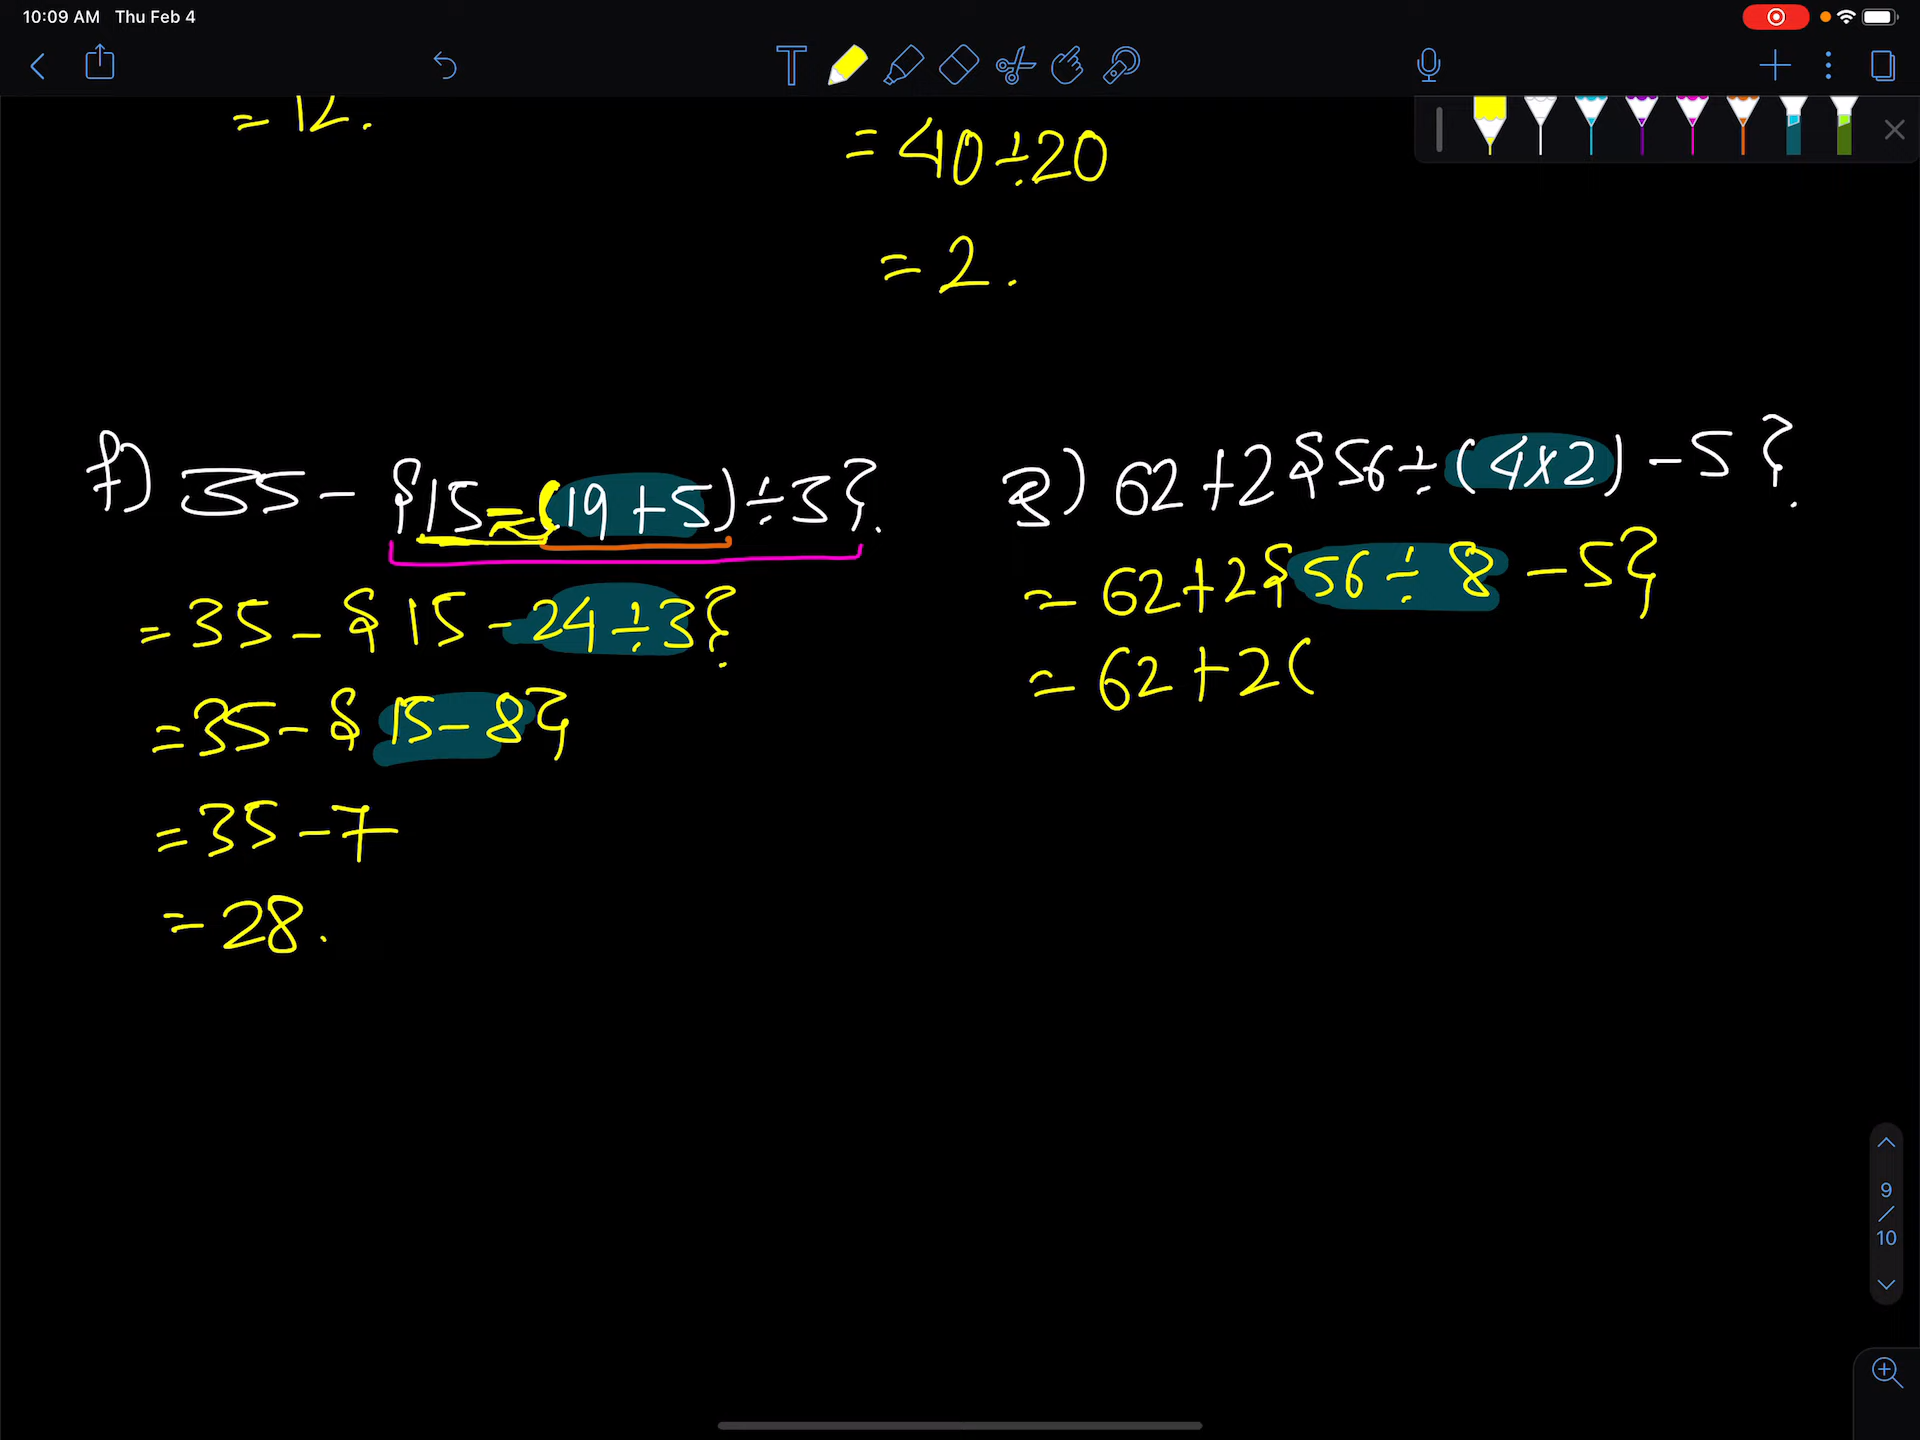 10:09 AM Thu Feb 4
= 12.
= 40÷20
= 2.
f) 35 - {15-(19+5)÷3}.
= 35 - {15-24÷3}.
= 35 - {15-8}
= 35-7
= 28.
g) 62+2{56÷(4×2)-5}.
= 62+2{56÷8-5}
= 62+2(
9
/
10